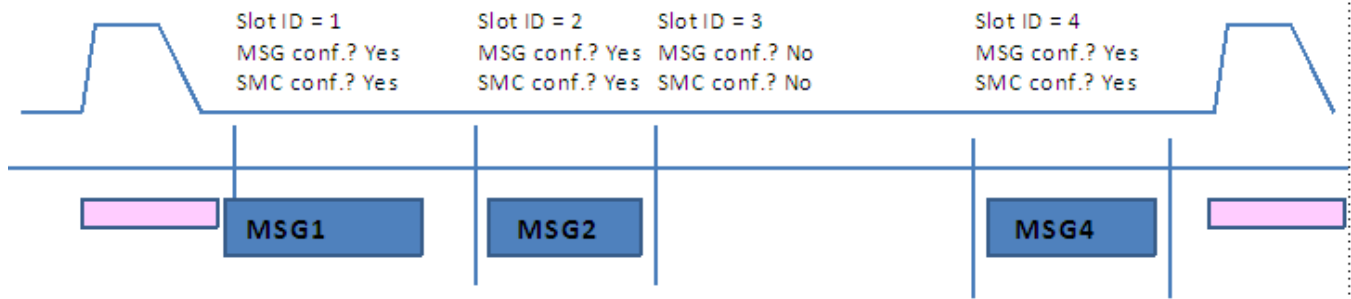 Slot ID = 1
MSG conf.? Yes
SMC conf.? Yes
Slot ID = 2
MSG conf.? Yes
SMC conf.? Yes
Slot ID = 3
MSG conf.? No
SMC conf.? No
Slot ID = 4
MSG conf.? Yes
SMC conf.? Yes
MSG1
MSG2
MSG4